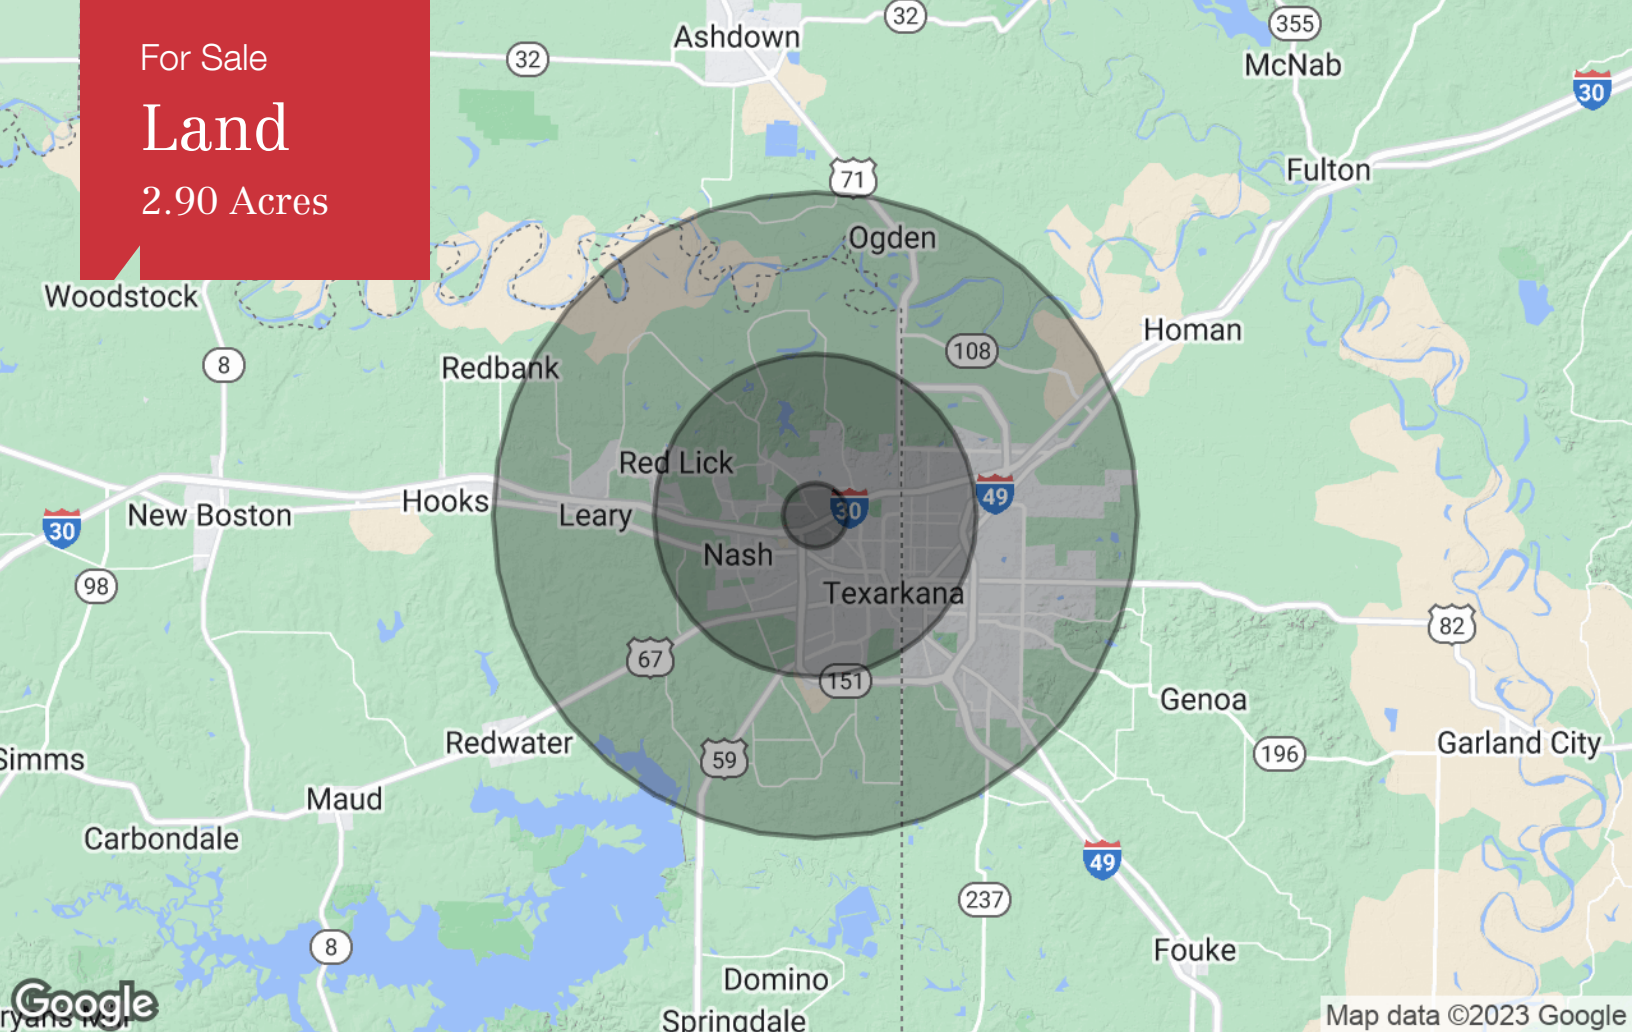 For Sale
Land
2.90 Acres
Ashdown
32
355
McNab
32
30
71
Fulton
Ogden
Woodstock
Homan
8
Redbank
108
Red Lick
49
Hooks
30
New Boston
Leary
30
Nash
98
Texarkana
82
67
151
Genoa
Redwater
Garland City
196
Simms
59
Maud
Carbondale
49
237
8
Fouke
Domino
Google
Springdale
Map data ©2023 Google